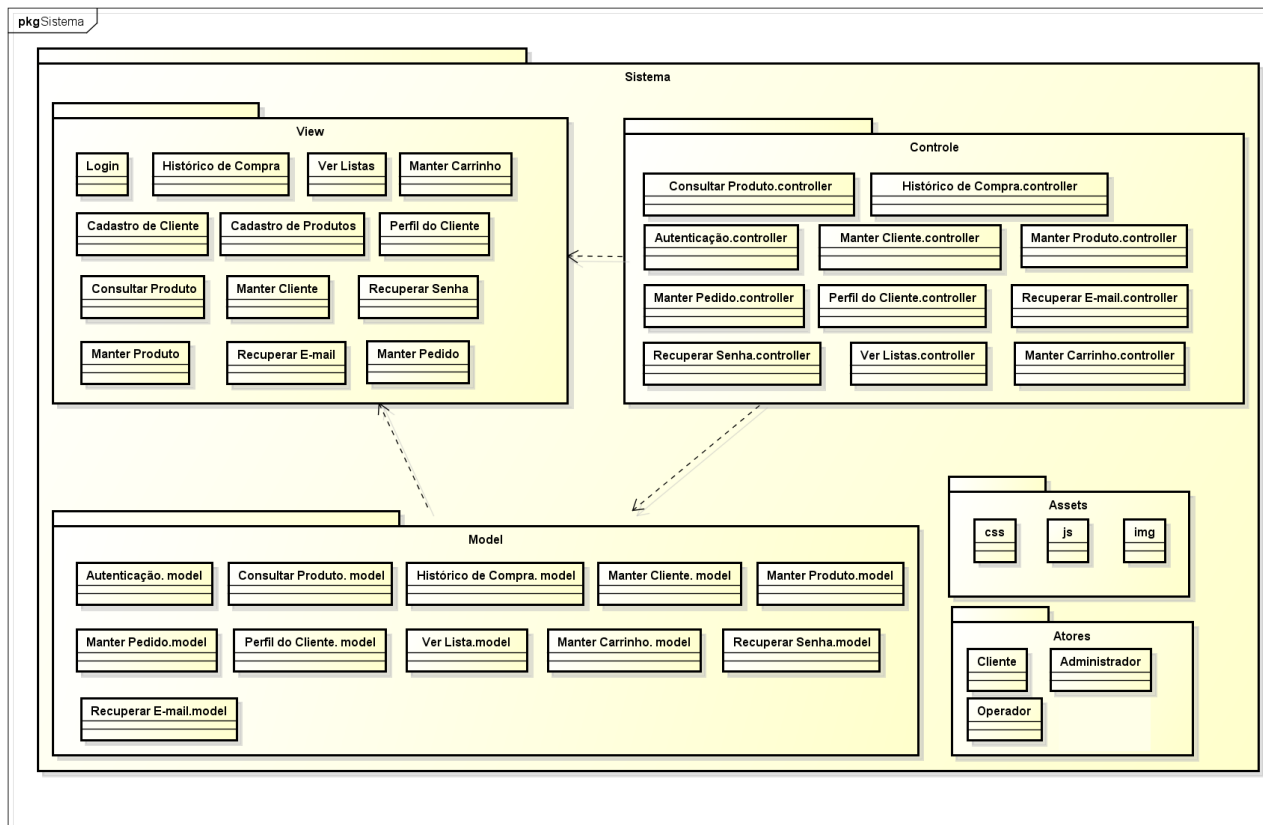 pkg Sistema
Sistema
View
Login
Histórico de Compra
Ver Listas
Manter Carrinho
Cadastro de Cliente
Cadastro de Produtos
Perfil do Cliente
Consultar Produto
Manter Cliente
Recuperar Senha
Manter Produto
Recuperar E-mail
Manter Pedido
Controle
Consultar Produto.controller
Histórico de Compra.controller
Autenticação.controller
Manter Cliente.controller
Manter Produto.controller
Manter Pedido.controller
Perfil do Cliente.controller
Recuperar E-mail.controller
Recuperar Senha.controller
Ver Listas.controller
Manter Carrinho.controller
Model
Autenticação. model
Consultar Produto. model
Histórico de Compra. model
Manter Cliente. model
Manter Produto.model
Manter Pedido.model
Perfil do Cliente. model
Ver Lista.model
Manter Carrinho. model
Recuperar Senha.model
Recuperar E-mail.model
Assets
css
js
img
Atores
Cliente
Administrador
Operador